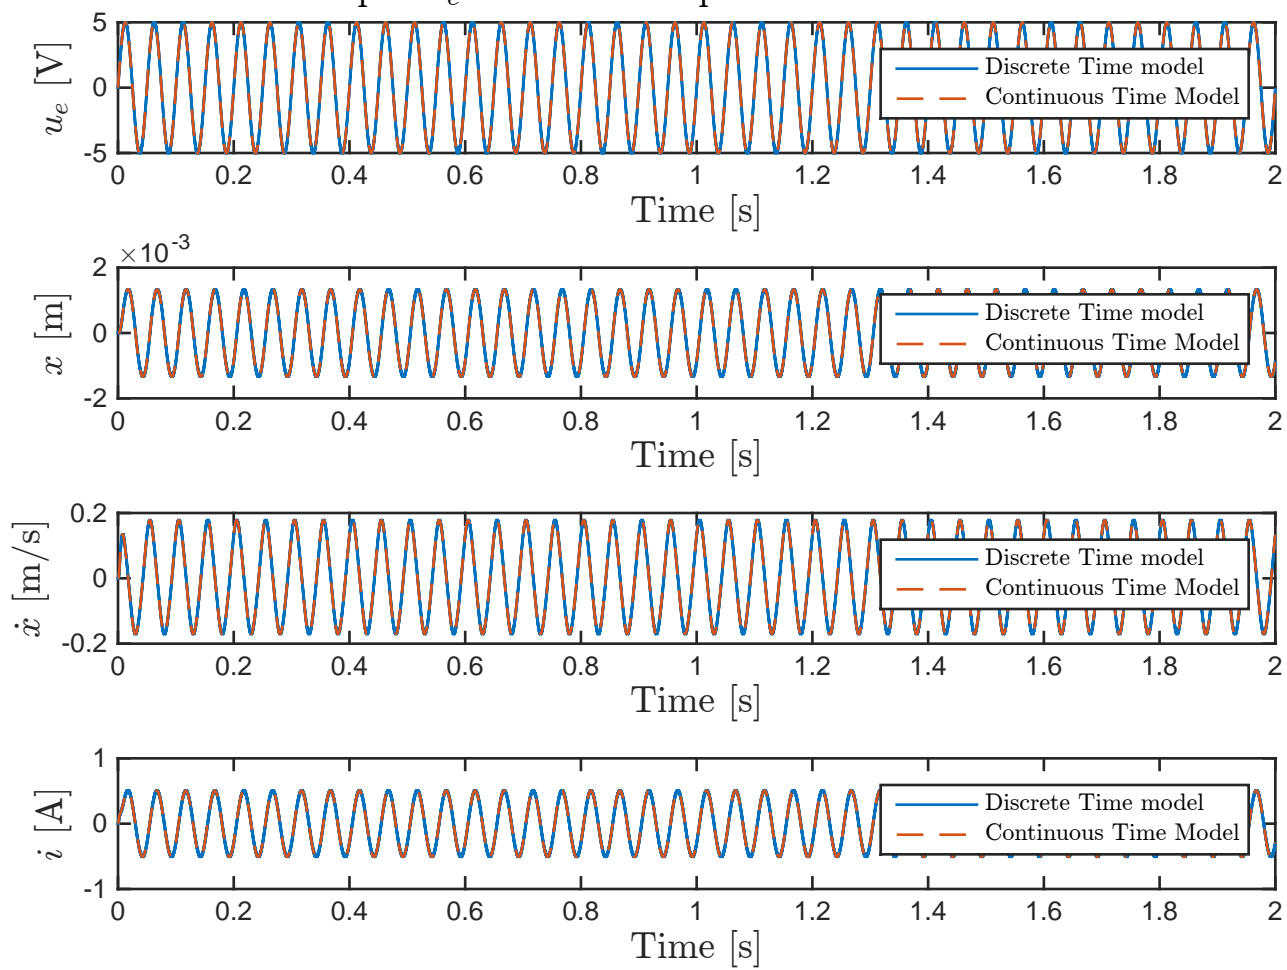 5
0
-5
u_e [V]
Discrete Time model
Continuous Time Model
0 0.2 0.4 0.6 0.8 1 1.2 1.4 1.6 1.8 2
Time [s]
×10^-3
2
0
-2
x [m]
Discrete Time model
Continuous Time Model
0 0.2 0.4 0.6 0.8 1 1.2 1.4 1.6 1.8 2
Time [s]
0.2
0
-0.2
ẋ [m/s]
Discrete Time model
Continuous Time Model
0 0.2 0.4 0.6 0.8 1 1.2 1.4 1.6 1.8 2
Time [s]
1
0
-1
i [A]
Discrete Time model
Continuous Time Model
0 0.2 0.4 0.6 0.8 1 1.2 1.4 1.6 1.8 2
Time [s]